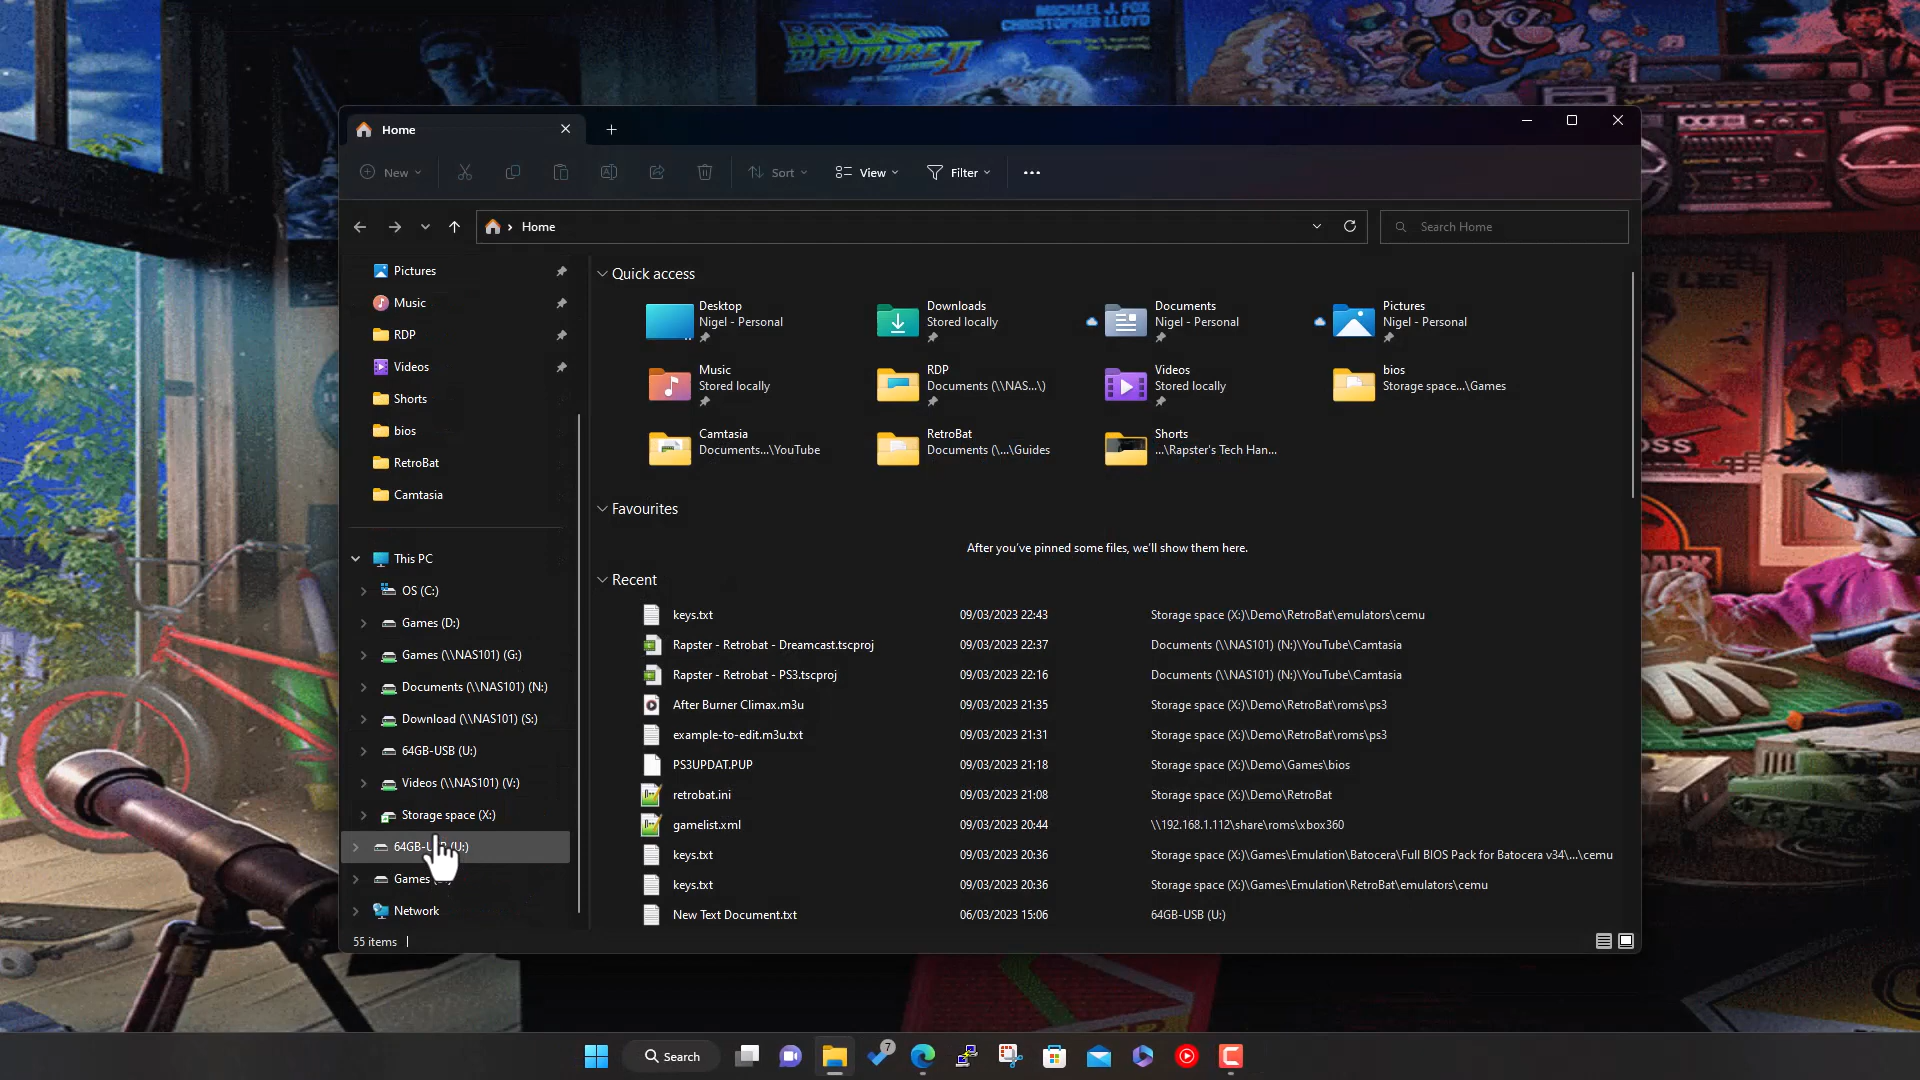 MICHAEL J. FOX
CHRISTOPHER LLOYD
BACK TO THE
FUTURE II
Home
New
Sort
View
Filter
Home
Search Home
Pictures
Music
RDP
Videos
Shorts
bios
RetroBat
Camtasia
This PC
OS (C:)
Games (D:)
Games (\\NAS101) (G:)
Documents (\\NAS101) (N:)
Download (\\NAS101) (S:)
64GB-USB (U:)
Videos (\\NAS101) (V:)
Storage space (X:)
Games
Network
Quick access
Desktop
Nigel - Personal
Downloads
Stored locally
Documents
Nigel - Personal
Pictures
Nigel - Personal
Music
Stored locally
RDP
Documents (\\NAS...\)
Videos
Stored locally
bios
Storage space...\Games
Camtasia
Documents...\YouTube
RetroBat
Documents (\...\Guides
Shorts
...\Rapster's Tech Han...
Favourites
After you've pinned some files, we'll show them here.
Recent
keys.txt 09/03/2023 22:43 Storage space (X:)\Demo\RetroBat\emulators\cemu
Rapster - Retrobat - Dreamcast.tscproj 09/03/2023 22:37 Documents (\\NAS101) (N:)\YouTube\Camtasia
Rapster - Retrobat - PS3.tscproj 09/03/2023 22:16 Documents (\\NAS101) (N:)\YouTube\Camtasia
After Burner Climax.m3u 09/03/2023 21:35 Storage space (X:)\Demo\RetroBat\roms\ps3
example-to-edit.m3u.txt 09/03/2023 21:31 Storage space (X:)\Demo\RetroBat\roms\ps3
PS3UPDAT.PUP 09/03/2023 21:18 Storage space (X:)\Demo\Games\bios
retrobat.ini 09/03/2023 21:08 Storage space (X:)\Demo\RetroBat
gamelist.xml 09/03/2023 20:44 \\192.168.1.112\share\roms\xbox360
keys.txt 09/03/2023 20:36 Storage space (X:)\Games\Emulation\Batocera\Full BIOS Pack for Batocera v34\...\cemu
keys.txt 09/03/2023 20:36 Storage space (X:)\Games\Emulation\RetroBat\emulators\cemu
New Text Document.txt 06/03/2023 15:06 64GB-USB (U:)
55 items
Search
7